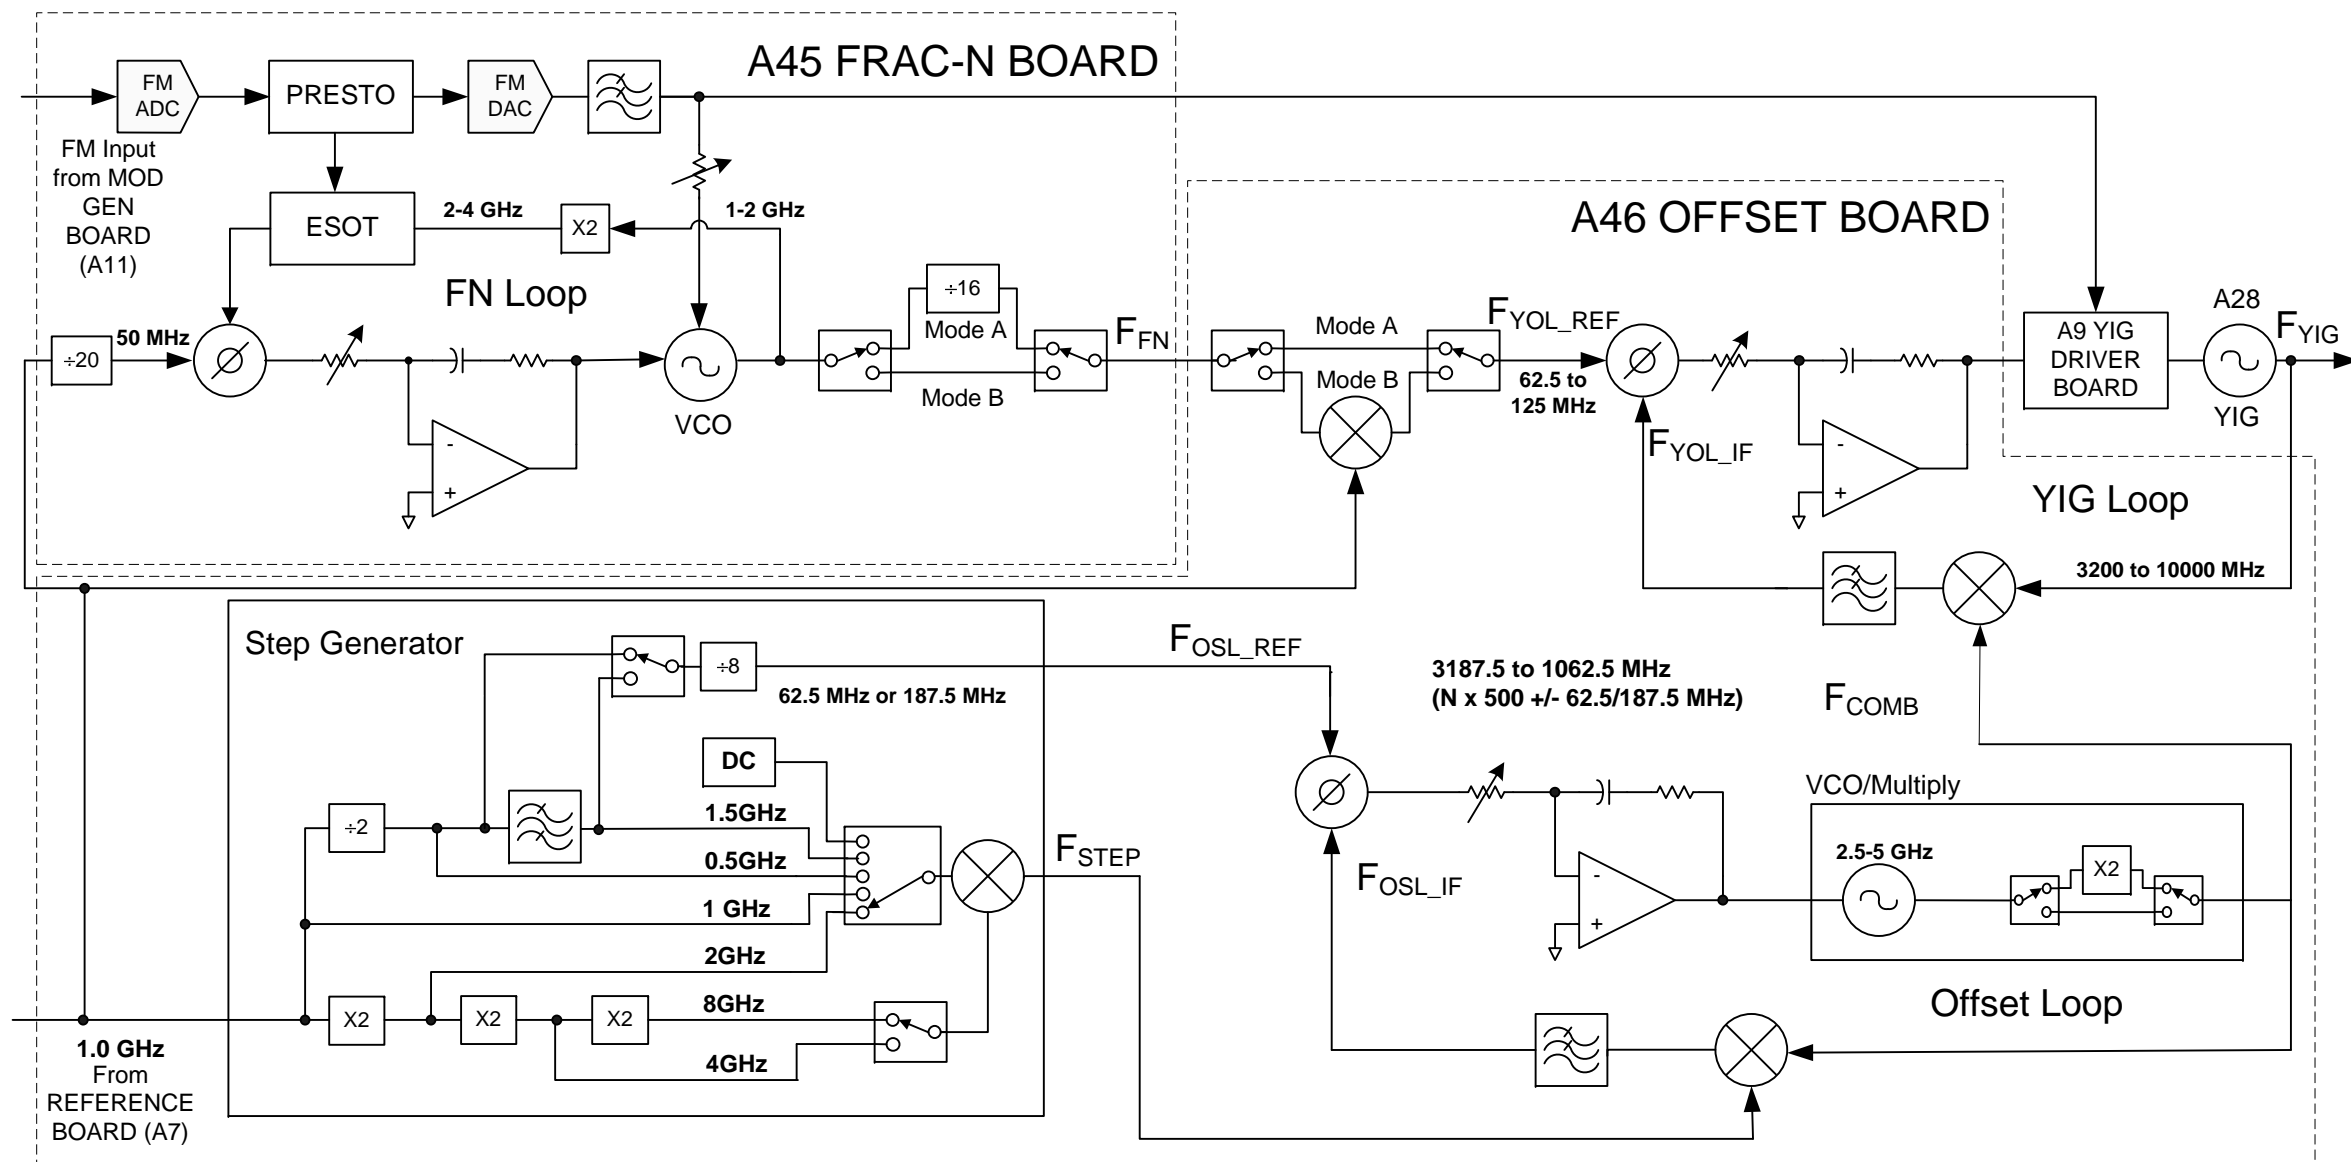 A45 FRAC-N BOARD
FM
ADC
PRESTO
FM
DAC
FM Input
from MOD
GEN
BOARD
(A11)
ESOT
2-4 GHz
X2
1-2 GHz
FN Loop
÷20
50 MHz
VCO
÷16
Mode A
Mode B
FFN
A46 OFFSET BOARD
Mode A
Mode B
FYOL_REF
62.5 to
125 MHz
FYOL_IF
-
+
-
+
A9 YIG
DRIVER
BOARD
A28
YIG
FYIG
YIG Loop
3200 to 10000 MHz
Step Generator
÷8
62.5 MHz or 187.5 MHz
FOSL_REF
3187.5 to 1062.5 MHz
(N x 500 +/- 62.5/187.5 MHz)
FCOMB
DC
÷2
1.5GHz
0.5GHz
1 GHz
2GHz
X2
X2
X2
8GHz
4GHz
FSTEP
FOSL_IF
-
+
VCO/Multiply
2.5-5 GHz
X2
Offset Loop
1.0 GHz
From
REFERENCE
BOARD (A7)